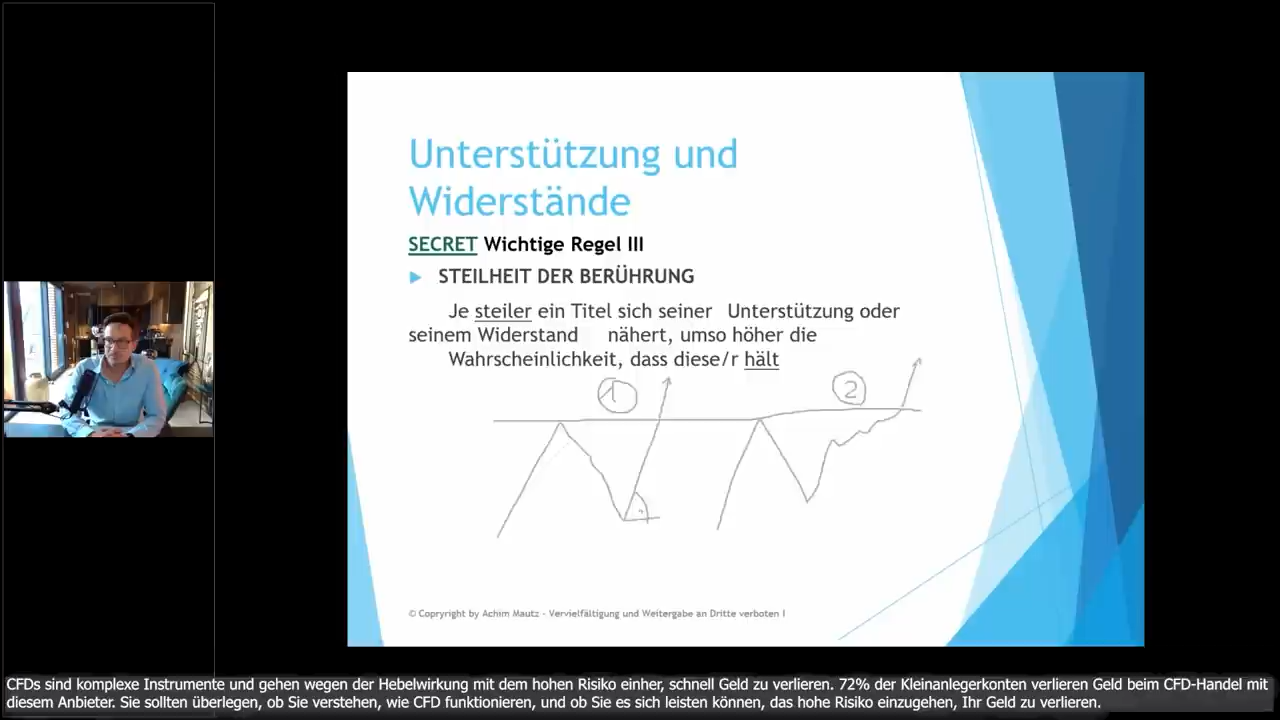 Unterstützung und
Widerstände
SECRET Wichtige Regel III
STEILHEIT DER BERÜHRUNG
Je steiler ein Titel sich seiner Unterstützung oder
seinem Widerstand nähert, umso höher die
Wahrscheinlichkeit, dass diese/r hält
1
2
© Copryright by Achim Mautz - Vervielfältigung und Weitergabe an Dritte verboten !
CFDs sind komplexe Instrumente und gehen wegen der Hebelwirkung mit dem hohen Risiko einher, schnell Geld zu verlieren. 72% der Kleinanlegerkonten verlieren Geld beim CFD-Handel mit
diesem Anbieter. Sie sollten überlegen, ob Sie verstehen, wie CFD funktionieren, und ob Sie es sich leisten können, das hohe Risiko einzugehen, Ihr Geld zu verlieren.